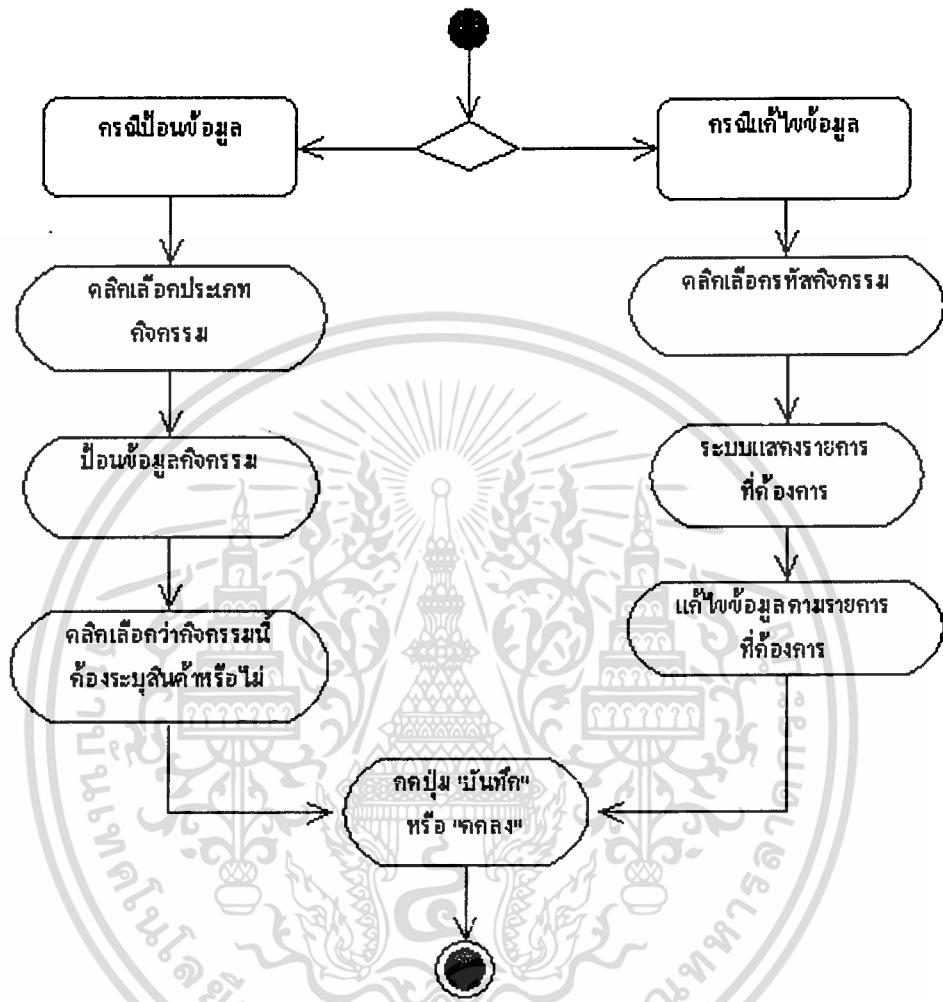 กรณีป้อนข้อมูล
กรณีแก้ไขข้อมูล
คลิกเลือกประเภท
กิจกรรม
คลิกเลือกรหัสกิจกรรม
ป้อนข้อมูลกิจกรรม
ระบบแสดงรายการ
ที่ต้องการ
คลิกเลือกว่ากิจกรรมนี้
ต้องระบุสินค้าหรือไม่
แก้ไขข้อมูลตามรายการ
ที่ต้องการ
กดปุ่ม "บันทึก"
หรือ "ตกลง"